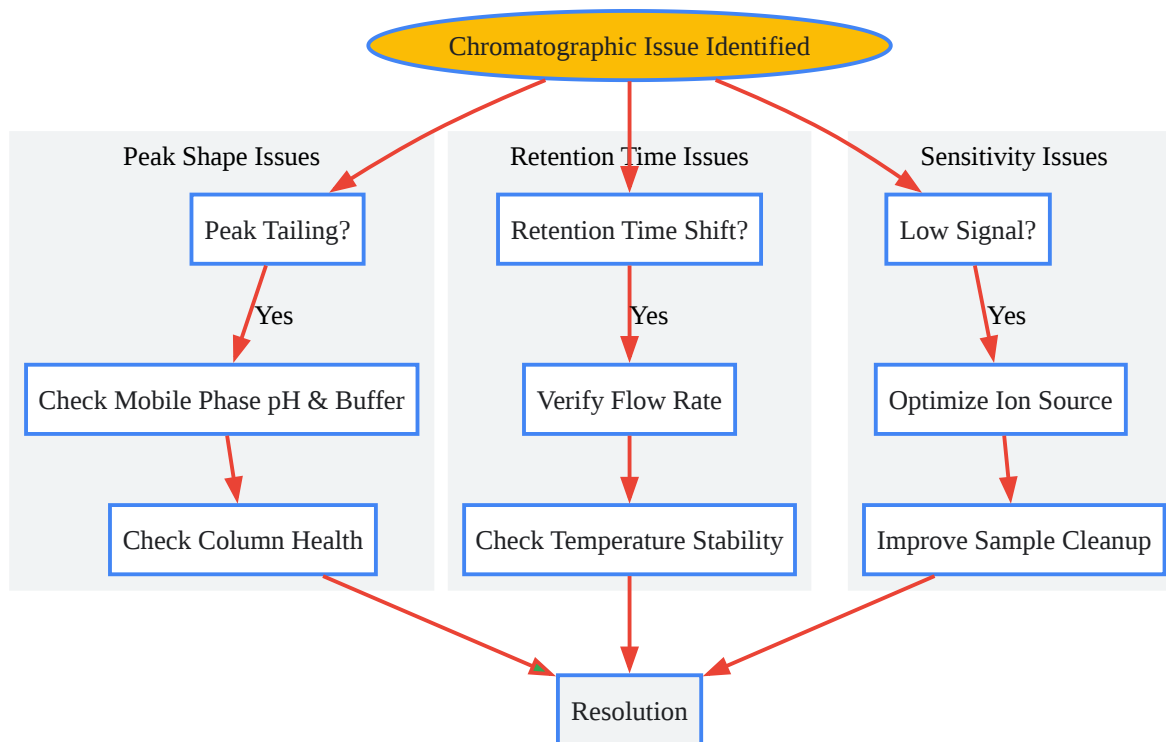 Chromatographic Issue Identified
Peak Shape Issues
Retention Time Issues
Sensitivity Issues
Peak Tailing?
Retention Time Shift?
Low Signal?
Yes
Yes
Yes
Check Mobile Phase pH & Buffer
Verify Flow Rate
Optimize Ion Source
Check Column Health
Check Temperature Stability
Improve Sample Cleanup
Resolution